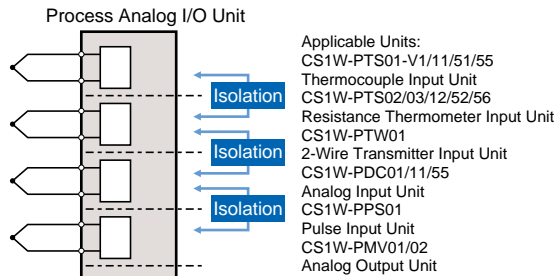 Process Analog I/O Unit
Isolation
Isolation
Isolation
Applicable Units:
CS1W-PTS01-V1/11/51/55
Thermocouple Input Unit
CS1W-PTS02/03/12/52/56
Resistance Thermometer Input Unit
CS1W-PTW01
2-Wire Transmitter Input Unit
CS1W-PDC01/11/55
Analog Input Unit
CS1W-PPS01
Pulse Input Unit
CS1W-PMV01/02
Analog Output Unit